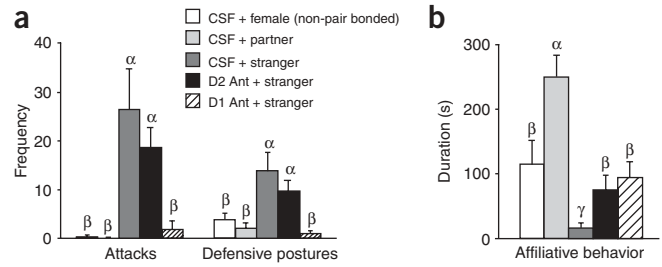 a
CSF + female (non-pair bonded)
CSF + partner
CSF + stranger
D2 Ant + stranger
D1 Ant + stranger
Frequency
40
30
20
10
0
β
β
α
α
β
β
β
α
α
β
Attacks
Defensive postures
b
Duration (s)
300
200
100
0
β
α
γ
β
β
Affiliative behavior